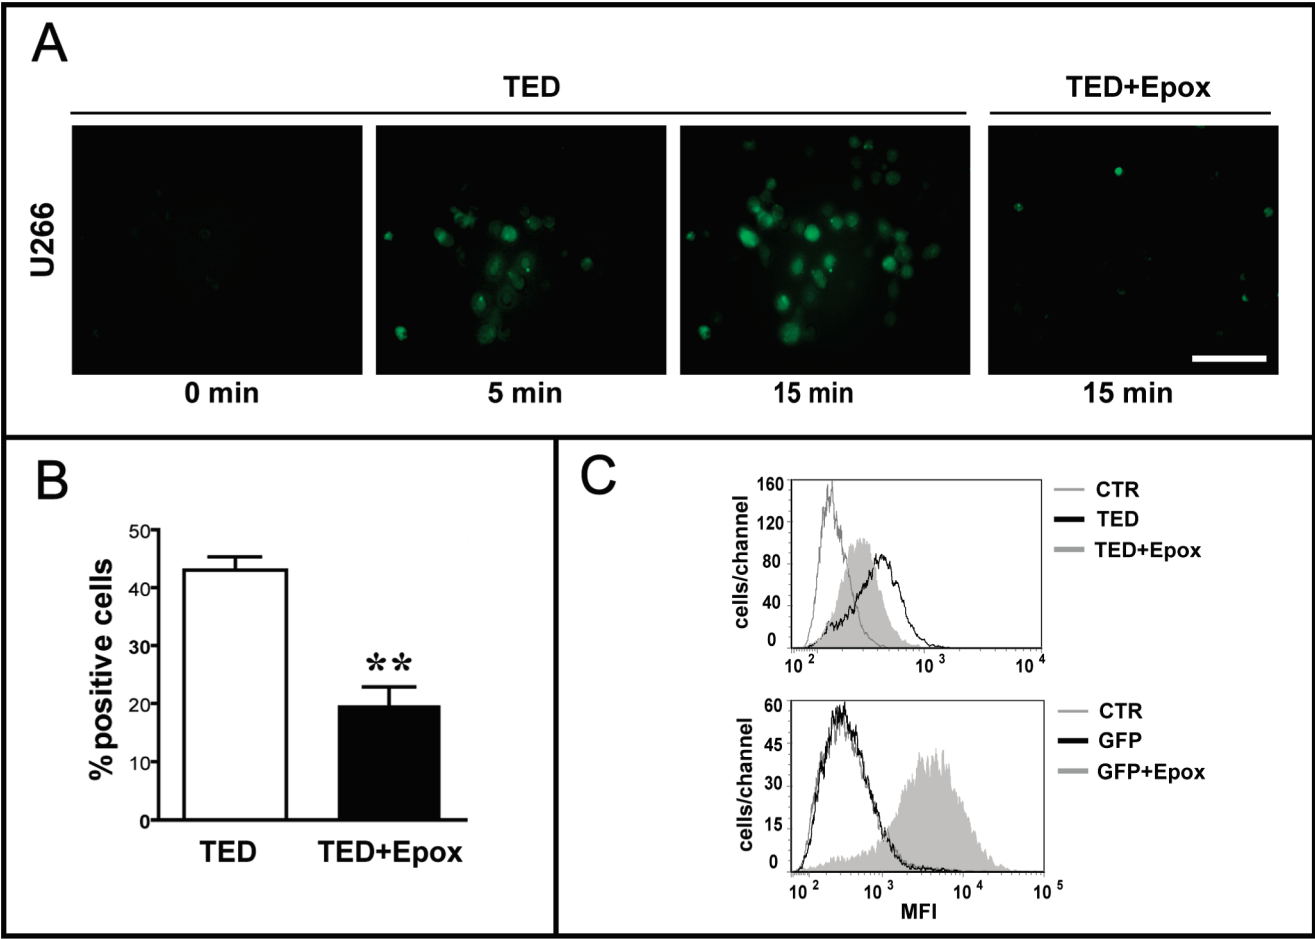 A
TED
TED+Epox
U266
0 min
5 min
15 min
15 min
B
% positive cells
50
40
30
20
10
0
**
TED
TED+Epox
C
cells/channel
160
120
80
40
0
10 2
10 3
10 4
CTR
TED
TED+Epox
cells/channel
60
45
30
15
0
10 2
10 3
10 4
10 5
MFI
CTR
GFP
GFP+Epox